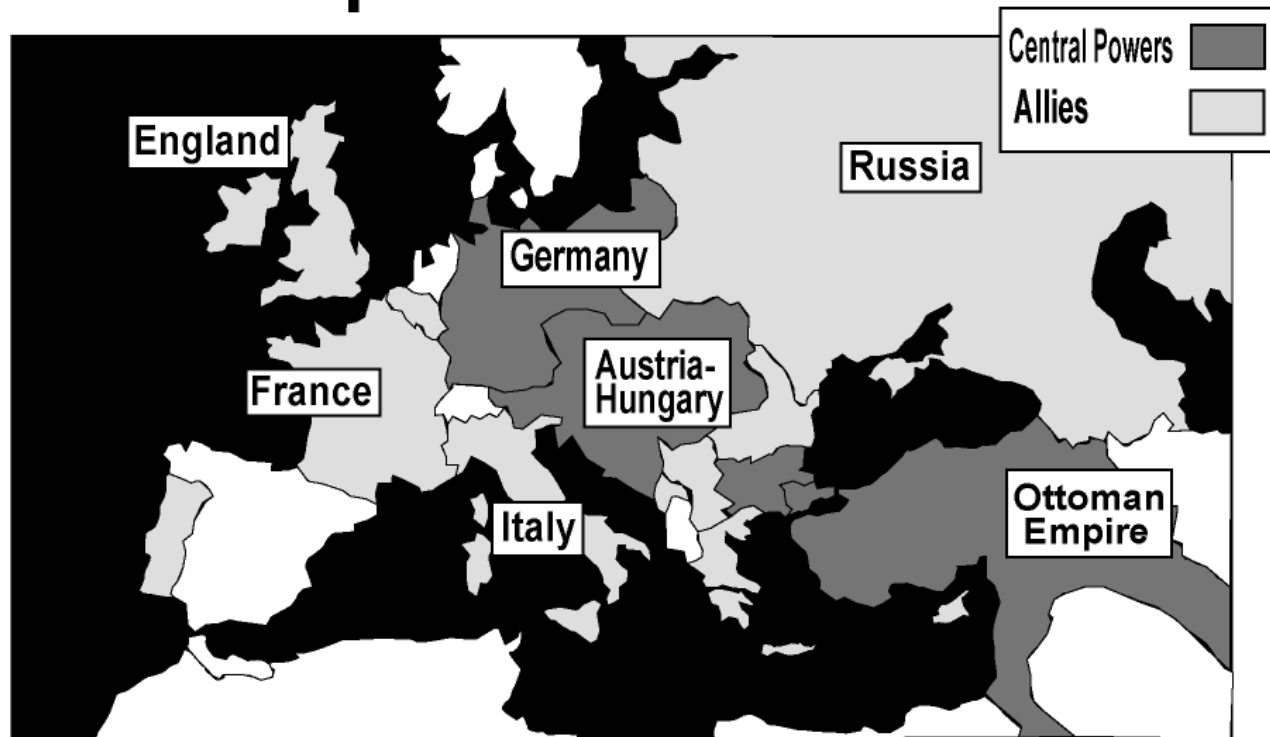 Central Powers
Allies
England
Russia
Germany
Austria-
Hungary
France
Ottoman
Empire
Italy